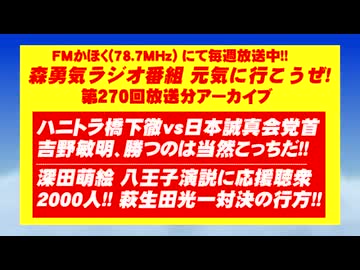 FMかほく(78.7MHz) にて毎週放送中!!
森勇気ラジオ番組 元気に行こうぜ!
第270回放送分アーカイブ
ハニトラ橋下徹vs日本誠真会党首
吉野敏明、勝つのは当然こっちだ!!
深田萌絵 八王子演説に応援聴衆
2000人!! 萩生田光一対決の行方!!